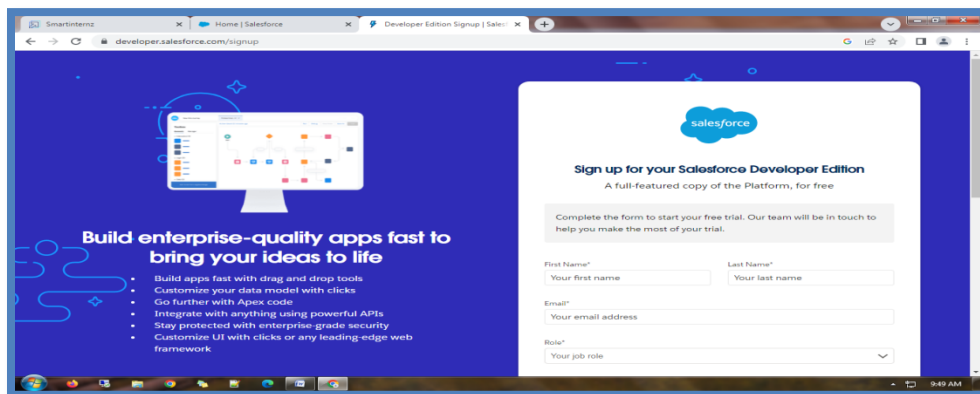 Smartinternz
Home | Salesforce
Developer Edition Signup | Sales
developer.salesforce.com/signup
Build enterprise-quality apps fast to
bring your ideas to life
Build apps fast with drag and drop tools
Customize your data model with clicks
Go further with Apex code
Integrate with anything using powerful APIs
Stay protected with enterprise-grade security
Customize UI with clicks or any leading-edge web
framework
salesforce
Sign up for your Salesforce Developer Edition
A full-featured copy of the Platform, for free
Complete the form to start your free trial. Our team will be in touch to
help you make the most of your trial.
First Name* Last Name*
Your first name Your last name
Email*
Your email address
Role*
Your job role
9:49 AM